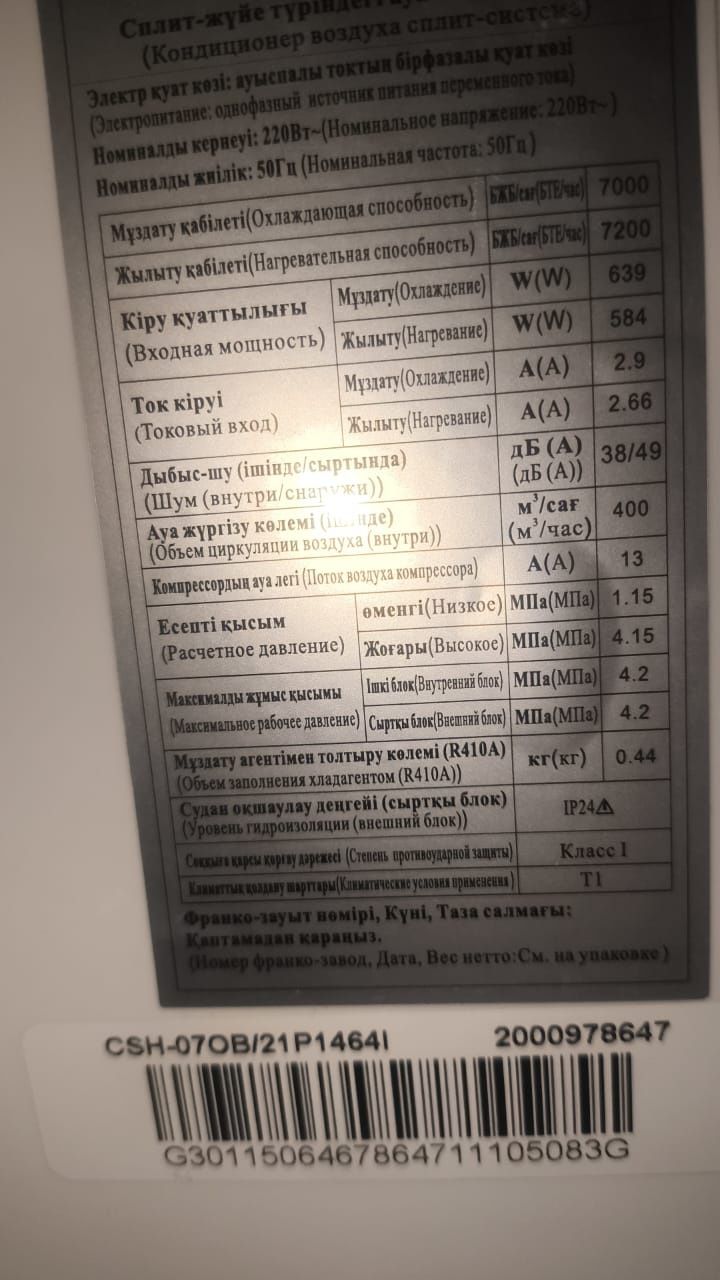 Сплит-жүйе түріндегі
(Кондиционер воздуха сплит-система)
Электр қуат көзі: ауыспалы токтың бірфазалы қуат көзі
(Электропитание: однофазный источник питания переменного тока)
Номиналды кернеуі: 220Вт~(Номинальное напряжение: 220Вт~)
Номиналды жиілік: 50Гц (Номинальная частота: 50Гц)
Мұздату қабілеті(Охлаждающая способность) БЖБ/сағ(БТЕ/час) 7000
Жылыту қабілеті(Нагревательная способность) БЖБ/сағ(БТЕ/час) 7200
Кіру қуаттылығы (Входная мощность) Мұздату(Охлаждение) W(W) 639
Жылыту(Нагревание) W(W) 584
Ток кіруі (Токовый вход) Мұздату(Охлаждение) A(A) 2.9
Жылыту(Нагревание) A(A) 2.66
Дыбыс-шу (ішінде/сыртында) дБ (A) 38/49
(Шум (внутри/снаружи)) (дБ (A))
Ауа жүргізу көлемі (ішінде) м³/сағ 400
(Объем циркуляции воздуха (внутри)) (м³/час)
Компрессордың ауа легі (Поток воздуха компрессора) A(A) 13
Есепті қысым (Расчетное давление) өменгі(Низкое) МПа(МПа) 1.15
Жоғары(Высокое) МПа(МПа) 4.15
Максималды жұмыс қысымы (Максимальное рабочее давление) Ішкі блок(Внутренний блок) МПа(МПа) 4.2
Сыртқы блок(Внешний блок) МПа(МПа) 4.2
Мұздату агентімен толтыру көлемі (R410A) кг(кг) 0.44
(Объем заполнения хладагентом (R410A))
Судан оқшаулау деңгейі (сыртқы блок) IP24⚠
(Уровень гидроизоляции (внешний блок))
Соққыға қарсы қорғау дәрежесі (Степень противоударной защиты) Класс I
Климаттық қолдану шарттары(Климатические условия применения) T1
Франко-зауыт нөмірі, Күні, Таза салмағы:
Қаптамадан қараңыз.
(Номер франко-завод, Дата, Вес нетто:См. на упаковке)
CSH-07OB/21P1464I 2000978647
G3011506467864711105083G